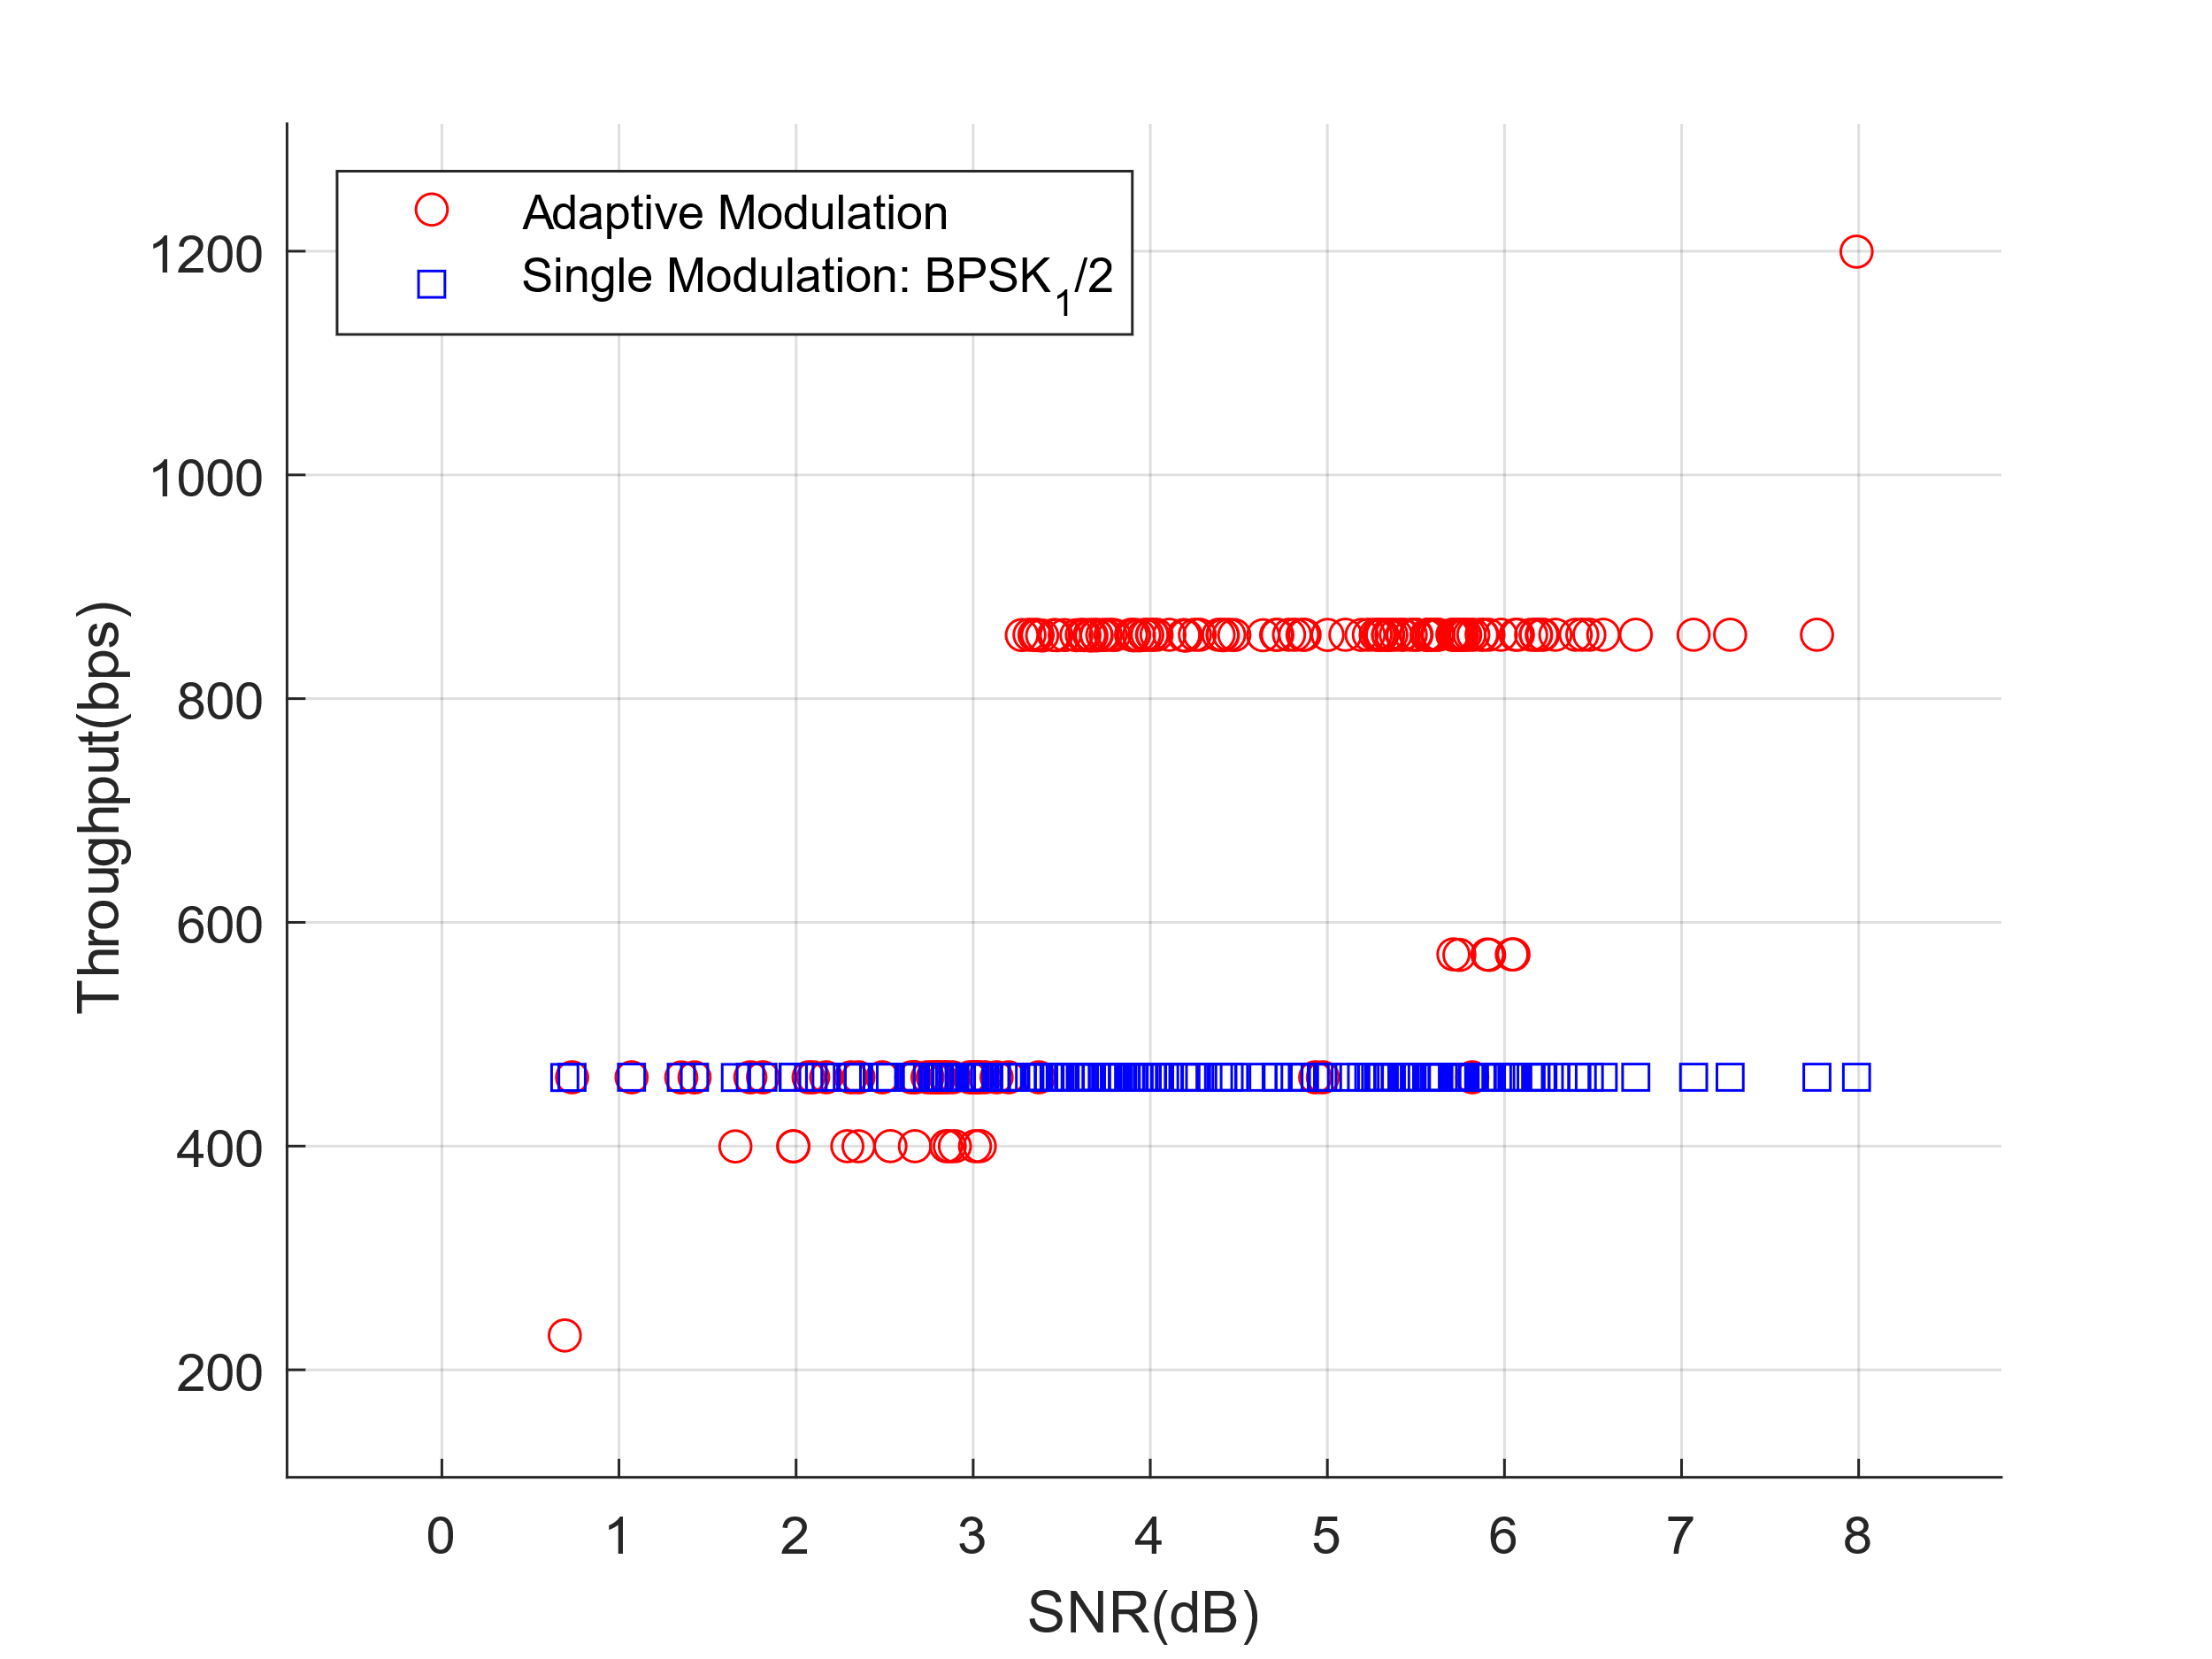 Adaptive Modulation
Single Modulation: BPSK₁/2
1200
1000
800
600
400
200
Throughput(bps)
0 1 2 3 4 5 6 7 8
SNR(dB)